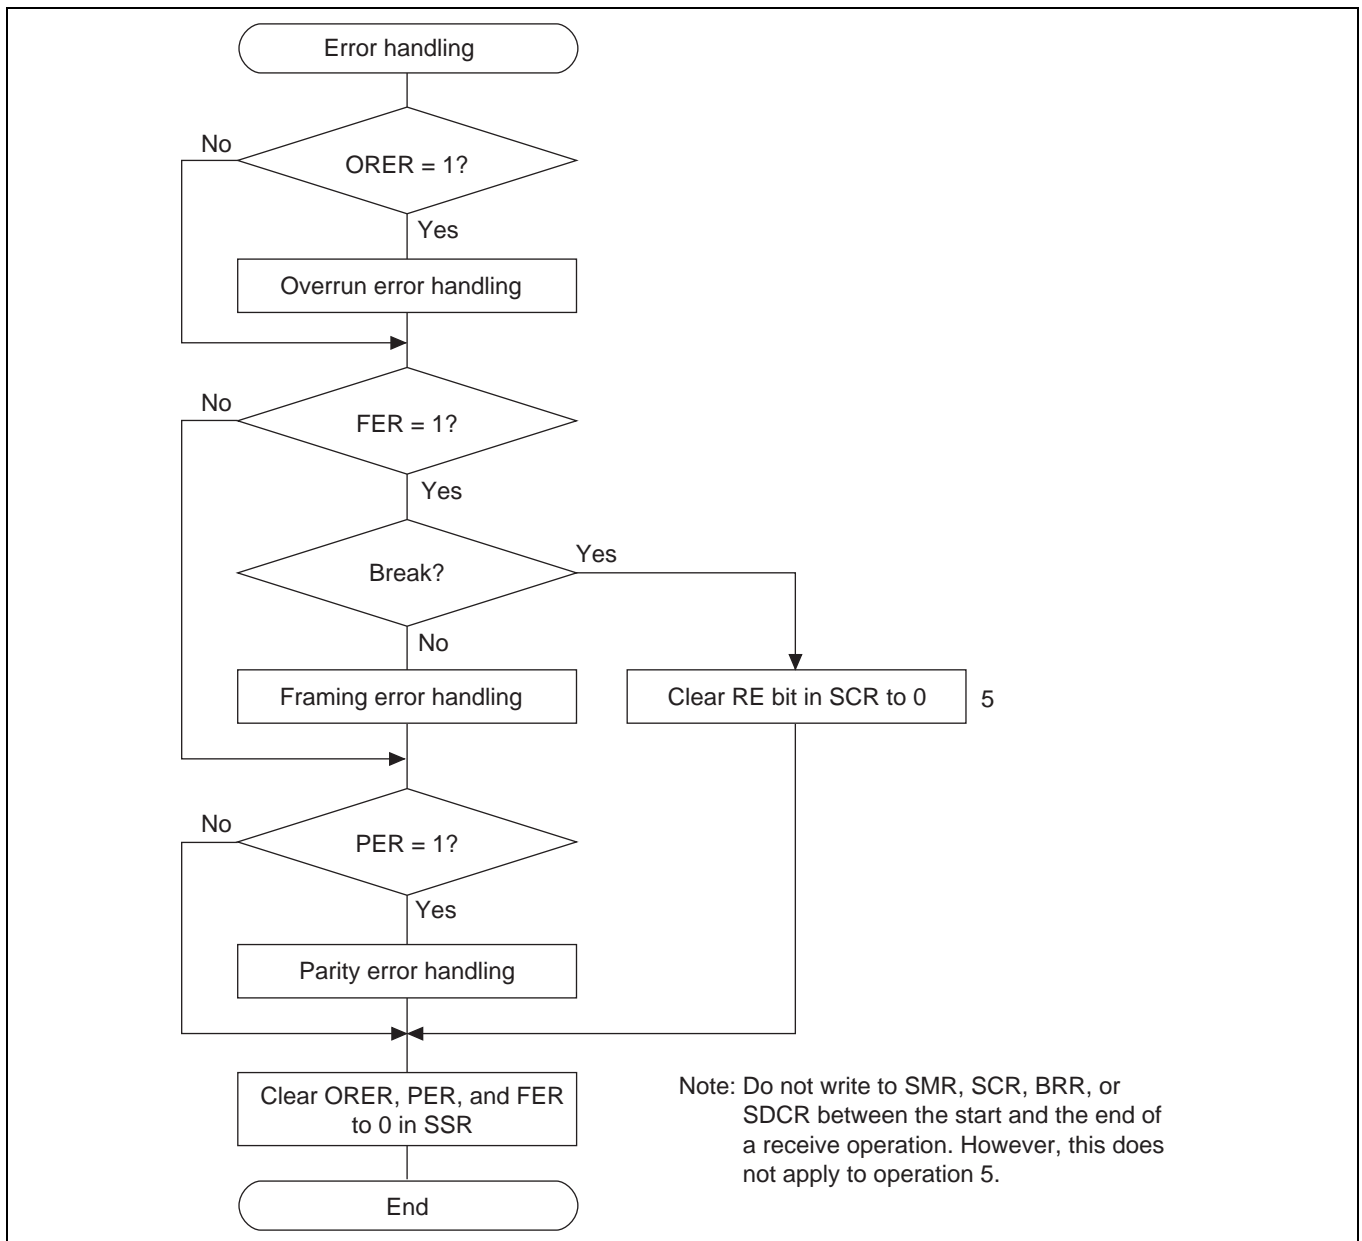 Error handling
No
ORER = 1?
Yes
Overrun error handling
No
FER = 1?
Yes
Break?
Yes
No
Framing error handling
Clear RE bit in SCR to 0
5
No
PER = 1?
Yes
Parity error handling
Clear ORER, PER, and FER
to 0 in SSR
Note: Do not write to SMR, SCR, BRR, or
SDCR between the start and the end of
a receive operation. However, this does
not apply to operation 5.
End